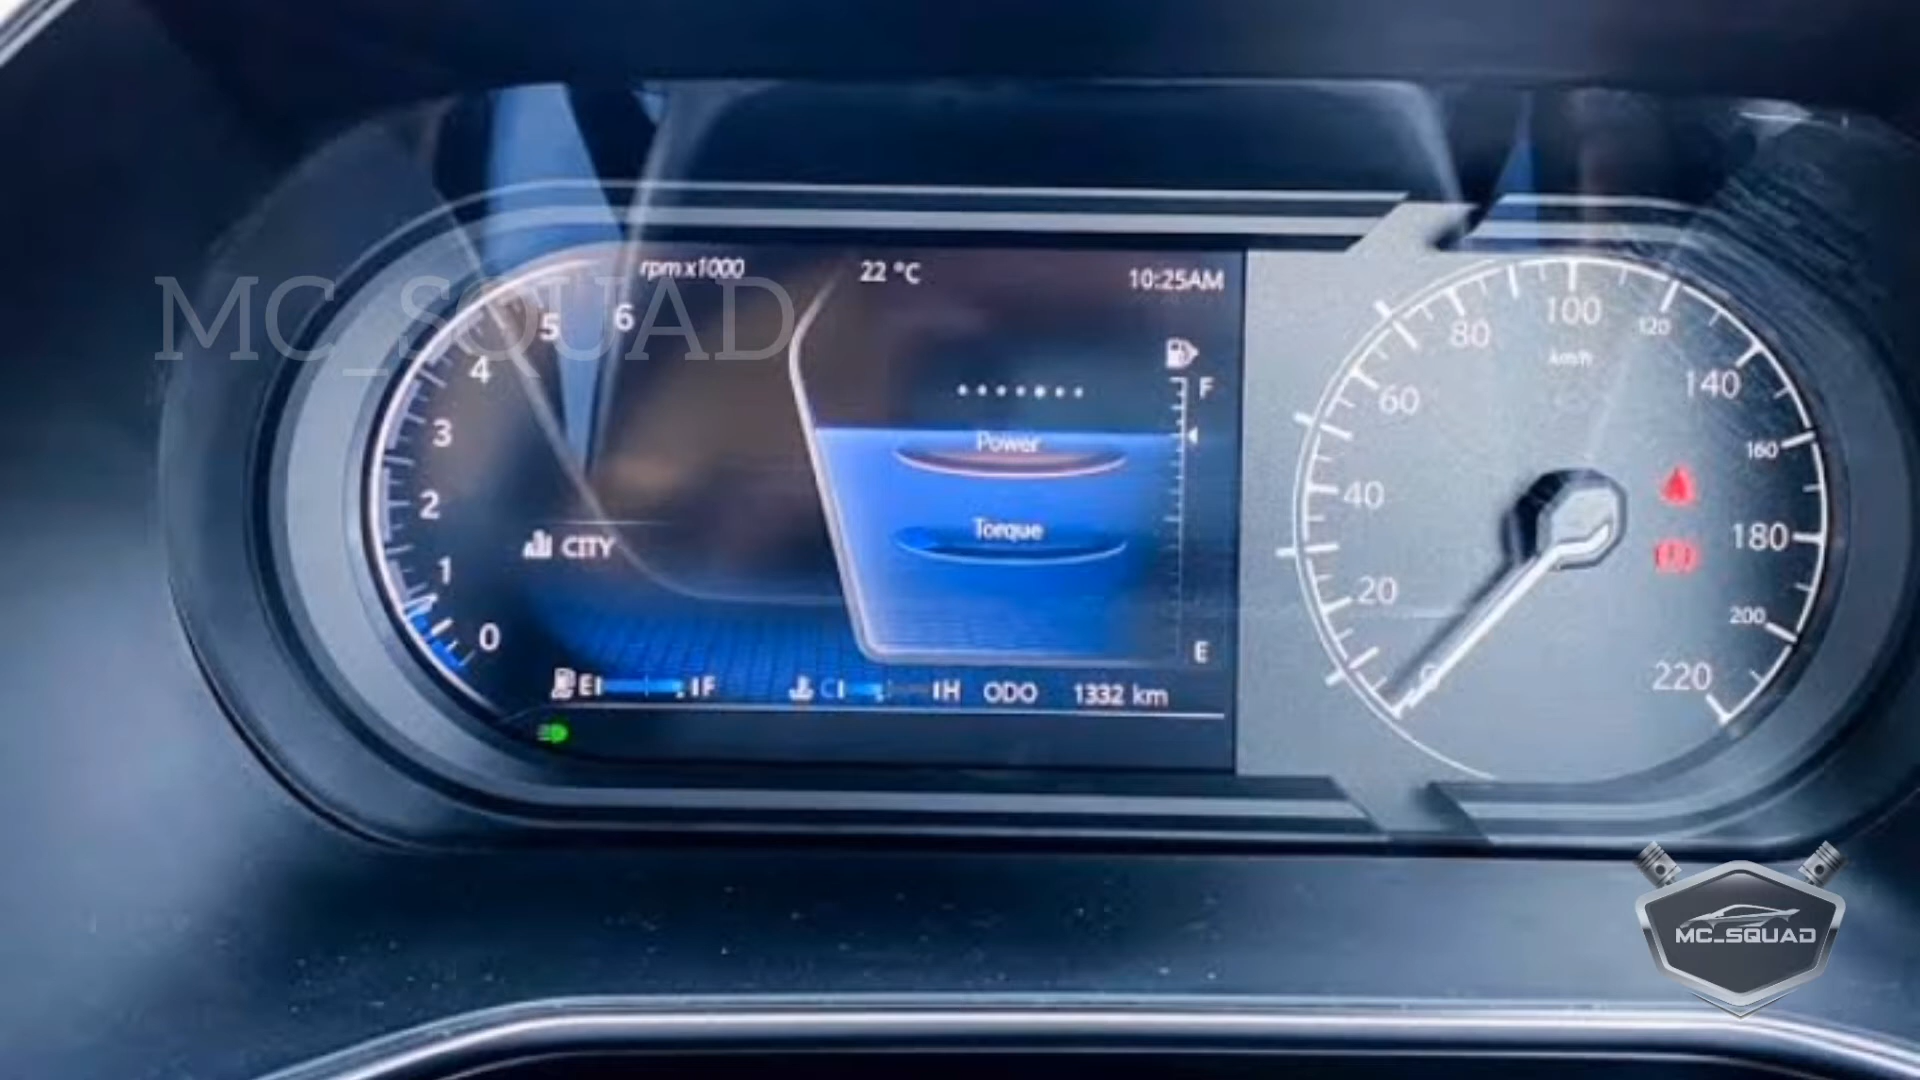 rpm x1000
22 °C
10:25AM
MC_SQUAD
6
5
4
3
2
1
0
CITY
F
Power
Torque
E
E F
C H
ODO 1332 km
100
80
120
km/h
60
140
160
40
180
20
200
0
220
MC_SQUAD